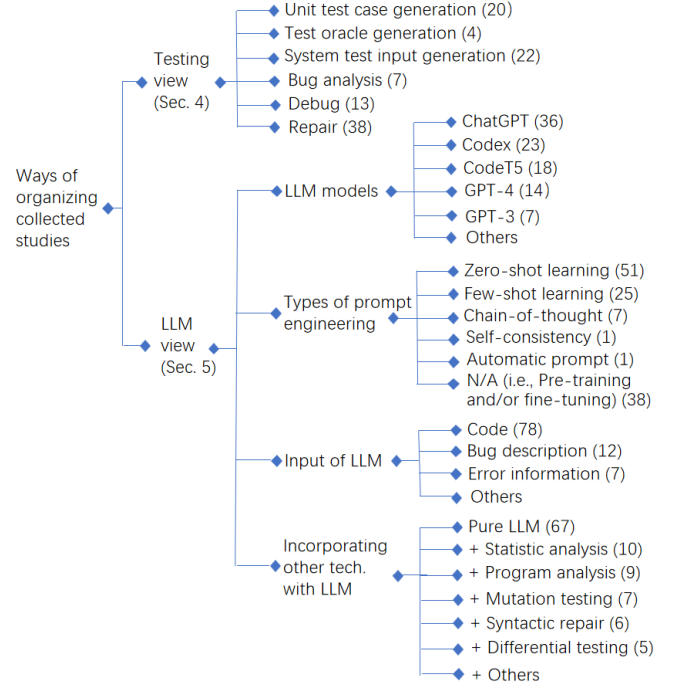 Ways of
organizing
collected
studies
Testing
view
(Sec. 4)
Unit test case generation (20)
Test oracle generation (4)
System test input generation (22)
Bug analysis (7)
Debug (13)
Repair (38)
LLM
view
(Sec. 5)
LLM models
ChatGPT (36)
Codex (23)
CodeT5 (18)
GPT-4 (14)
GPT-3 (7)
Others
Types of prompt
engineering
Zero-shot learning (51)
Few-shot learning (25)
Chain-of-thought (7)
Self-consistency (1)
Automatic prompt (1)
N/A (i.e., Pre-training
and/or fine-tuning) (38)
Input of LLM
Code (78)
Bug description (12)
Error information (7)
Others
Incorporating
other tech.
with LLM
Pure LLM (67)
+ Statistic analysis (10)
+ Program analysis (9)
+ Mutation testing (7)
+ Syntactic repair (6)
+ Differential testing (5)
+ Others